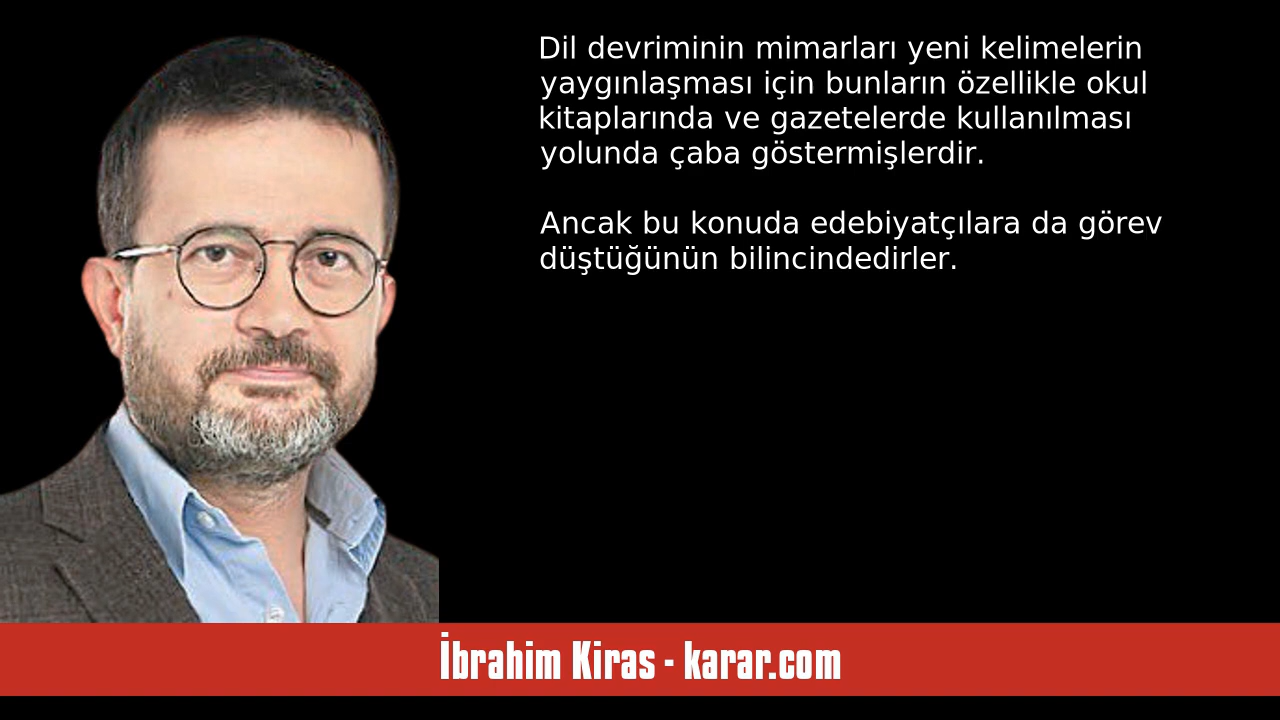 Dil devriminin mimarları yeni kelimelerin
yaygınlaşması için bunların özellikle okul
kitaplarında ve gazetelerde kullanılması
yolunda çaba göstermişlerdir.
Ancak bu konuda edebiyatçılara da görev
düştüğünün bilincindedirler.
İbrahim Kiras - karar.com